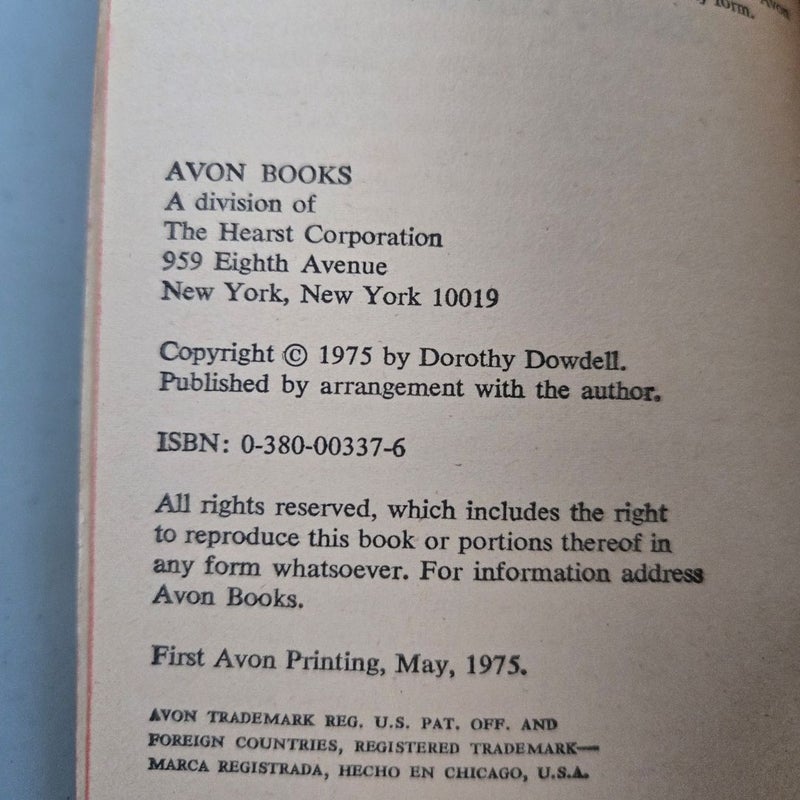 form.
Avon
AVON BOOKS
A division of
The Hearst Corporation
959 Eighth Avenue
New York, New York 10019
Copyright © 1975 by Dorothy Dowdell.
Published by arrangement with the author.
ISBN: 0-380-00337-6
All rights reserved, which includes the right
to reproduce this book or portions thereof in
any form whatsoever. For information address
Avon Books.
First Avon Printing, May, 1975.
AVON TRADEMARK REG. U.S. PAT. OFF. AND
FOREIGN COUNTRIES, REGISTERED TRADEMARK—
MARCA REGISTRADA, HECHO EN CHICAGO, U.S.A.